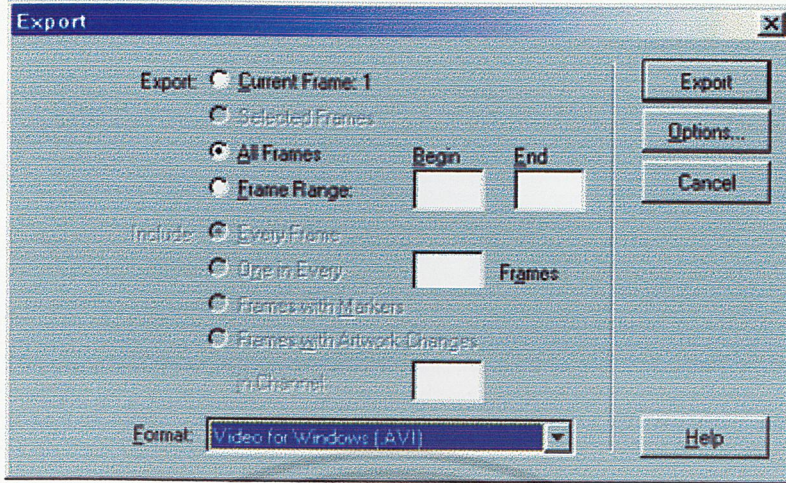 Export
Export: Current Frame: 1
Export
Selected Frames
Options...
All Frames
Begin
End
Cancel
Frame Range:
Include: Every Frame
One in Every
Frames
Frames with Markers
Frames with Artwork Changes
in Channel:
Format: Video for Windows (.AVI)
Help